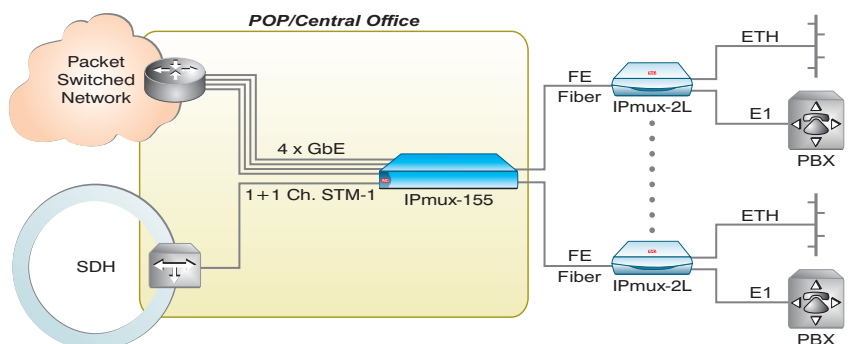 POP/Central Office
Packet
Switched
Network
4 x GbE
1+1 Ch. STM-1
IPmux-155
SDH
FE
Fiber
IPmux-2L
ETH
E1
PBX
FE
Fiber
IPmux-2L
ETH
E1
PBX